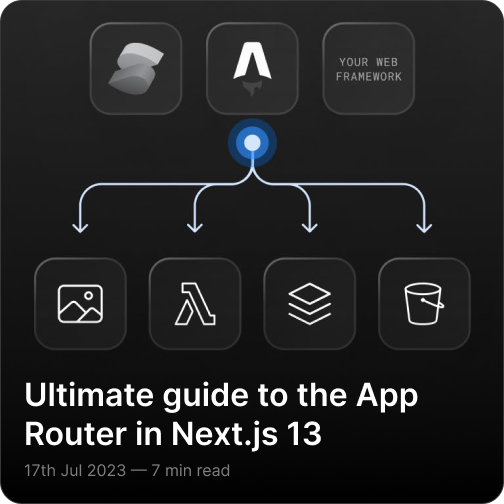 YOUR WEB
FRAMEWORK
Ultimate guide to the App
Router in Next.js 13
17th Jul 2023 — 7 min read